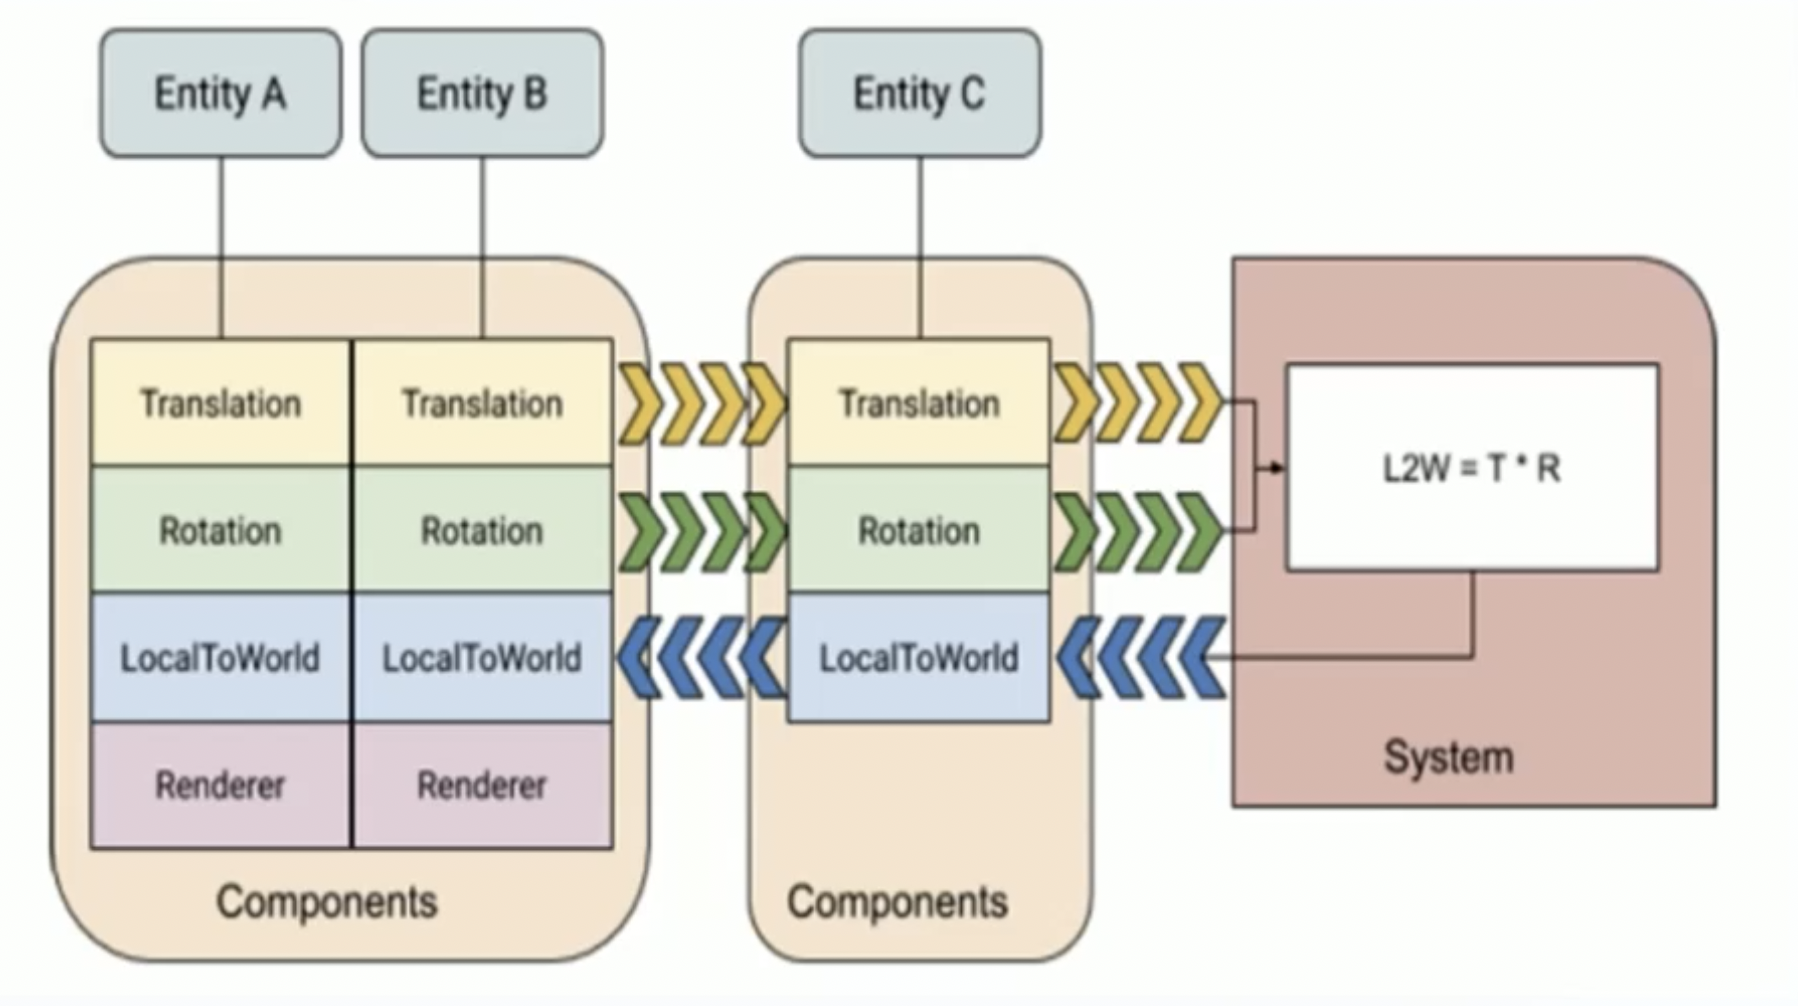 Entity A
Entity B
Entity C
Translation
Translation
Translation
Rotation
Rotation
Rotation
L2W = T * R
LocalToWorld
LocalToWorld
LocalToWorld
Renderer
Renderer
System
Components
Components